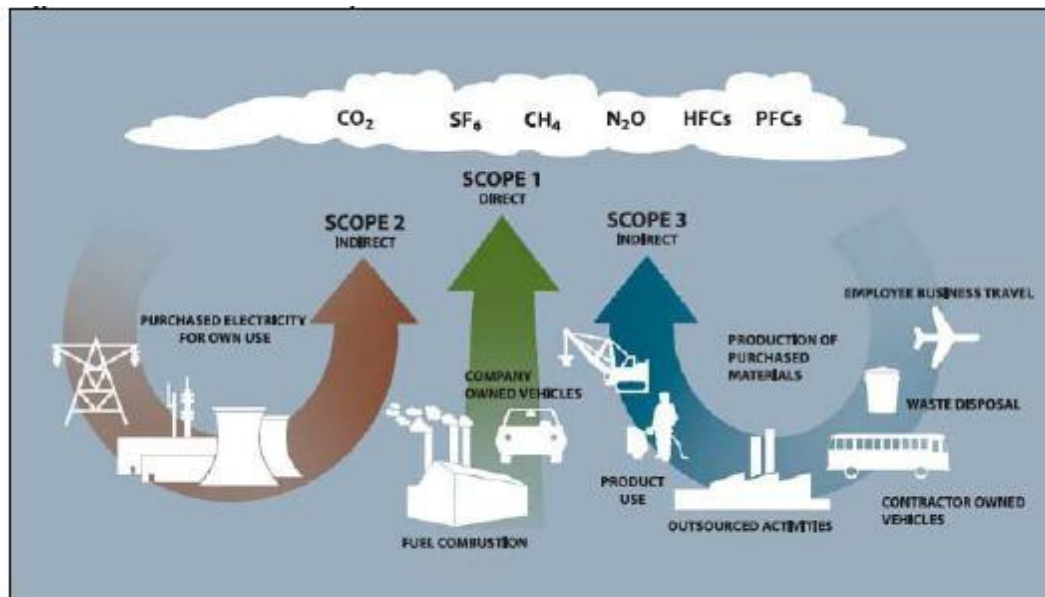 CO₂ SF₆ CH₄ N₂O HFCs PFCs
SCOPE 1
DIRECT
SCOPE 2
INDIRECT
SCOPE 3
INDIRECT
EMPLOYEE BUSINESS TRAVEL
PURCHASED ELECTRICITY
FOR OWN USE
PRODUCTION OF
PURCHASED
MATERIALS
COMPANY
OWNED VEHICLES
WASTE DISPOSAL
PRODUCT
USE
CONTRACTOR OWNED
VEHICLES
OUTSOURCED ACTIVITIES
FUEL COMBUSTION